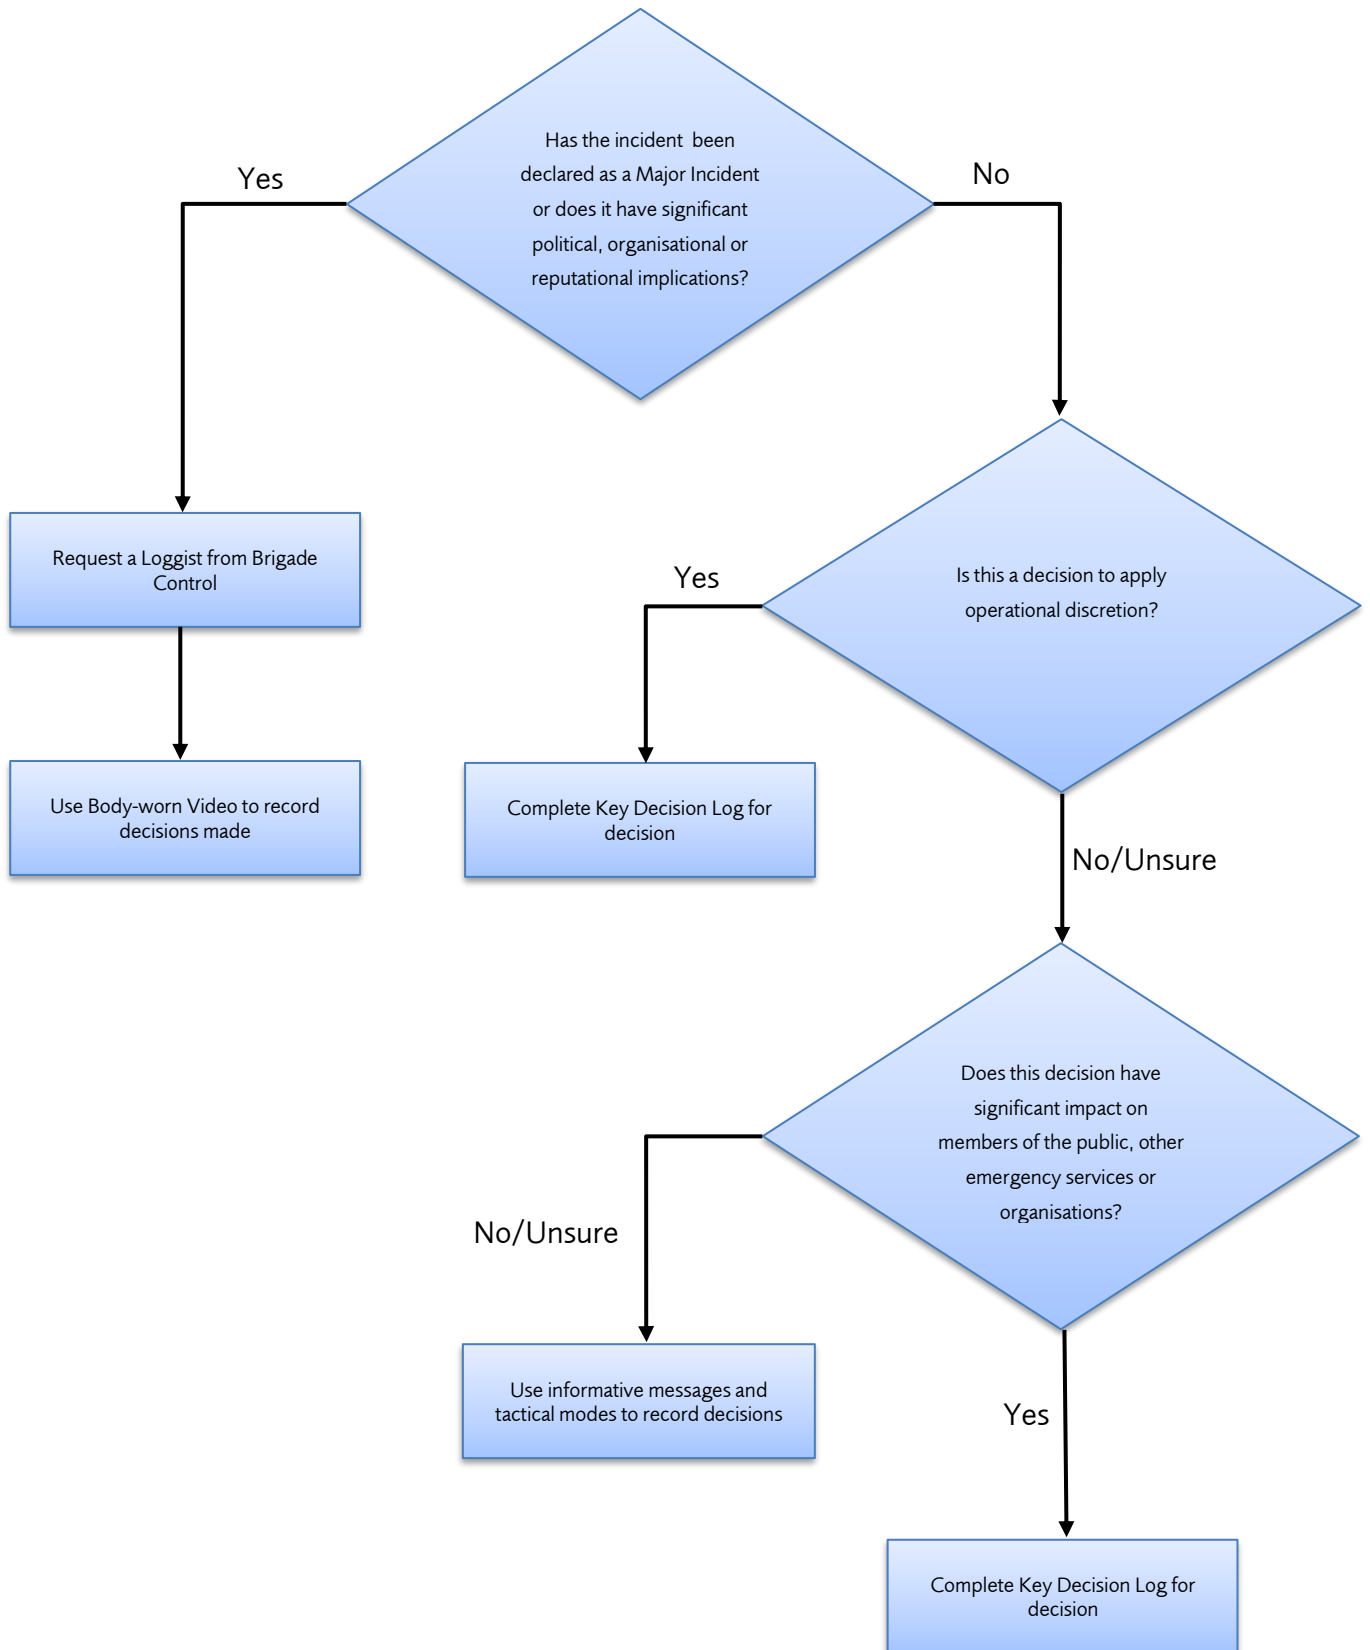 Has the incident been
declared as a Major Incident
or does it have significant
political, organisational or
reputational implications?
Yes
No
Request a Loggist from Brigade
Control
Is this a decision to apply
operational discretion?
Yes
Use Body-worn Video to record
decisions made
Complete Key Decision Log for
decision
No/Unsure
Does this decision have
significant impact on
members of the public, other
emergency services or
organisations?
No/Unsure
Use informative messages and
tactical modes to record decisions
Yes
Complete Key Decision Log for
decision